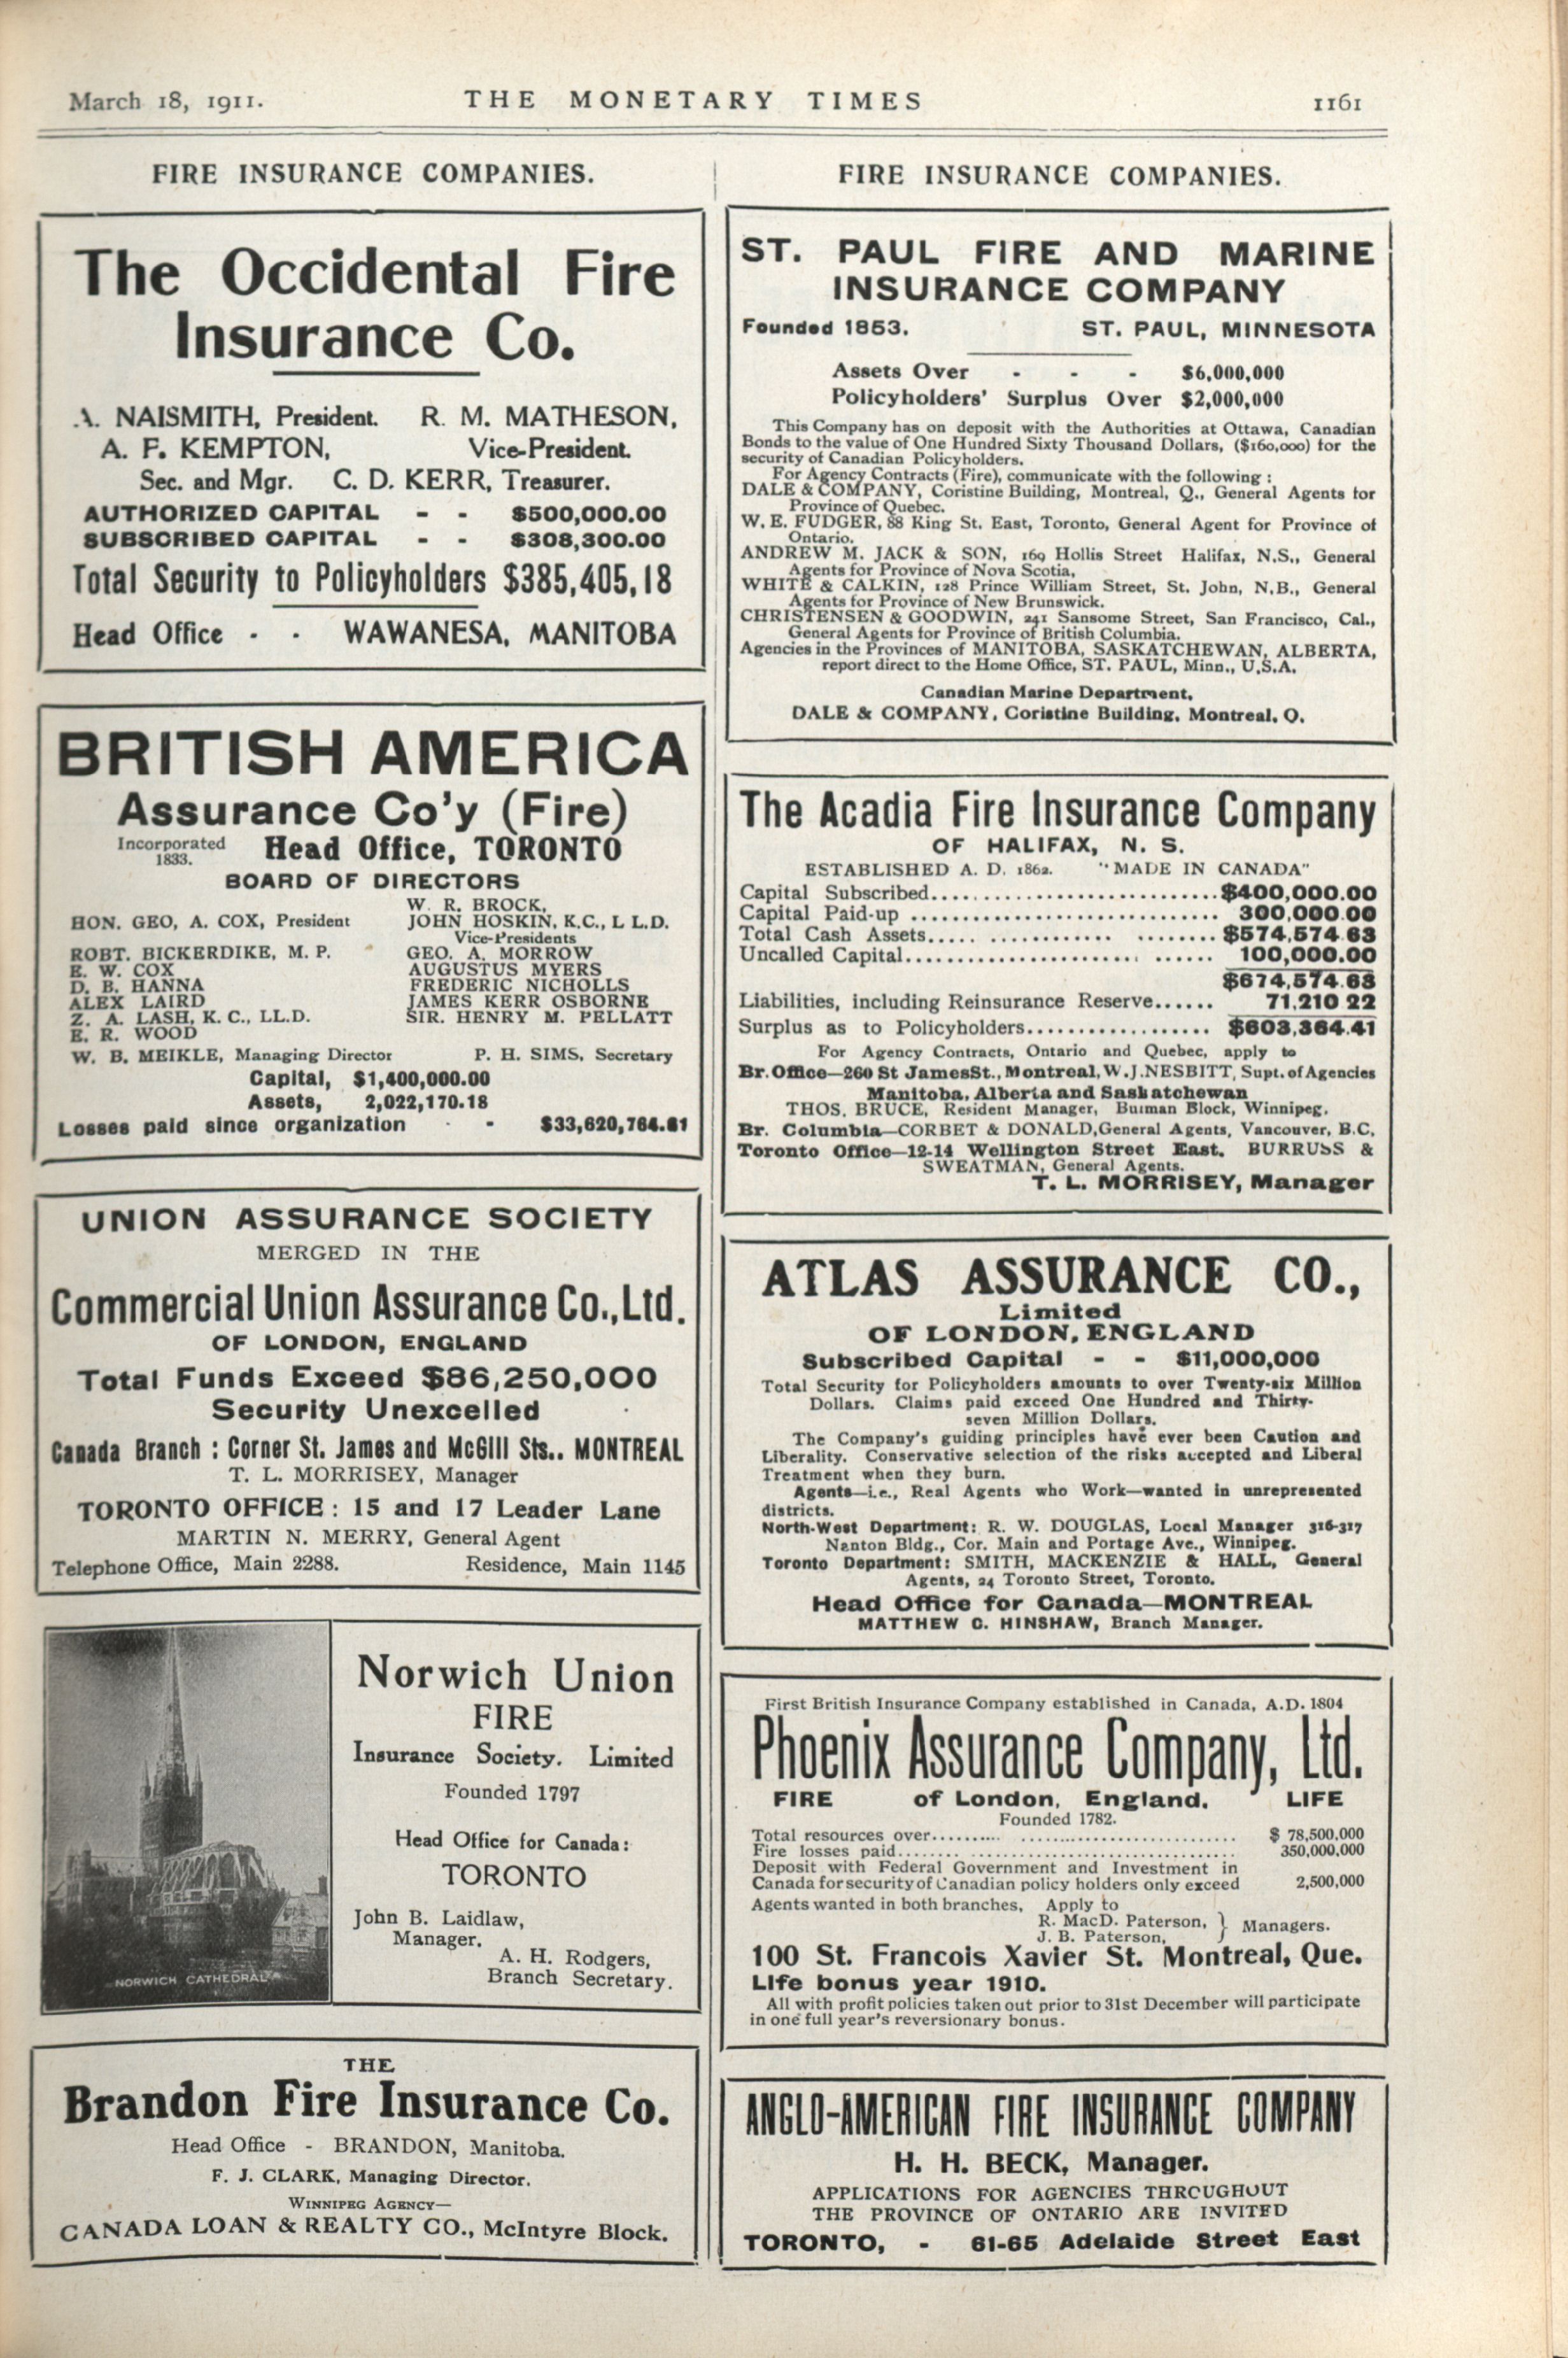 March 18, 1911.
THE MONETARY TIMES
1161
FIRE INSURANCE COMPANIES.
The Occidental Fire
Insurance Co.
A. NAISMITH, President. R. M. MATHESON,
A. F. KEMPTON, Vice-President.
Sec. and Mgr. C. D. KERR, Treasurer.
AUTHORIZED CAPITAL - - $500,000.00
SUBSCRIBED CAPITAL - - $308,300.00
Total Security to Policyholders $385,405,18
Head Office - - WAWANESA, MANITOBA
BRITISH AMERICA
Assurance Co'y (Fire)
Incorporated
1833.
Head Office, TORONTO
BOARD OF DIRECTORS
W. R. BROCK,
HON. GEO, A. COX, President JOHN HOSKIN, K.C., L L.D.
Vice-Presidents
ROBT. BICKERDIKE, M. P. GEO. A. MORROW
E. W. COX AUGUSTUS MYERS
D. B. HANNA FREDERIC NICHOLLS
ALEX LAIRD JAMES KERR OSBORNE
Z. A. LASH, K. C., LL.D. SIR. HENRY M. PELLATT
E. R. WOOD
W. B. MEIKLE, Managing Director P. H. SIMS, Secretary
Capital, $1,400,000.00
Assets, 2,022,170.18
Losses paid since organization - - $33,620,764.61
UNION ASSURANCE SOCIETY
MERGED IN THE
Commercial Union Assurance Co., Ltd.
OF LONDON, ENGLAND
Total Funds Exceed $86,250,000
Security Unexcelled
Canada Branch : Corner St. James and McGill Sts.. MONTREAL
T. L. MORRISEY, Manager
TORONTO OFFICE : 15 and 17 Leader Lane
MARTIN N. MERRY, General Agent
Telephone Office, Main 2288. Residence, Main 1145
NORWICH CATHEDRAL
Norwich Union
FIRE
Insurance Society. Limited
Founded 1797
Head Office for Canada:
TORONTO
John B. Laidlaw,
Manager.
A. H. Rodgers,
Branch Secretary.
THE
Brandon Fire Insurance Co.
Head Office - BRANDON, Manitoba.
F. J. CLARK, Managing Director.
WINNIPEG AGENCY—
CANADA LOAN & REALTY CO., McIntyre Block.
FIRE INSURANCE COMPANIES.
ST. PAUL FIRE AND MARINE
INSURANCE COMPANY
Founded 1853. ST. PAUL, MINNESOTA
Assets Over - - - $6,000,000
Policyholders' Surplus Over $2,000,000
This Company has on deposit with the Authorities at Ottawa, Canadian
Bonds to the value of One Hundred Sixty Thousand Dollars, ($160,000) for the
security of Canadian Policyholders.
For Agency Contracts (Fire), communicate with the following :
DALE & COMPANY, Coristine Building, Montreal, Q., General Agents for
Province of Quebec.
W. E. FUDGER, 88 King St. East, Toronto, General Agent for Province of
Ontario.
ANDREW M. JACK & SON, 169 Hollis Street Halifax, N.S., General
Agents for Province of Nova Scotia,
WHITE & CALKIN, 128 Prince William Street, St. John, N.B., General
Agents for Province of New Brunswick.
CHRISTENSEN & GOODWIN, 241 Sansome Street, San Francisco, Cal.,
General Agents for Province of British Columbia.
Agencies in the Provinces of MANITOBA, SASKATCHEWAN, ALBERTA,
report direct to the Home Office, ST. PAUL, Minn., U.S.A.
Canadian Marine Department,
DALE & COMPANY, Coristine Building, Montreal, Q.
The Acadia Fire Insurance Company
OF HALIFAX, N. S.
ESTABLISHED A. D. 1862. "MADE IN CANADA"
Capital Subscribed.... $400,000.00
Capital Paid-up .... 300,000.00
Total Cash Assets.... $574,574.63
Uncalled Capital.... 100,000.00
$674,574.63
Liabilities, including Reinsurance Reserve...... 71,210 22
Surplus as to Policyholders.... $603,364.41
For Agency Contracts, Ontario and Quebec, apply to
Br. Office—260 St James St., Montreal, W. J. NESBITT, Supt. of Agencies
Manitoba, Alberta and Saskatchewan
THOS. BRUCE, Resident Manager, Bulman Block, Winnipeg.
Br. Columbia—CORBET & DONALD, General Agents, Vancouver, B.C.
Toronto Office—12-14 Wellington Street East. BURRUSS &
SWEATMAN, General Agents.
T. L. MORRISEY, Manager
ATLAS ASSURANCE CO.,
Limited
OF LONDON, ENGLAND
Subscribed Capital - - $11,000,000
Total Security for Policyholders amounts to over Twenty-six Million
Dollars. Claims paid exceed One Hundred and Thirty-
seven Million Dollars.
The Company's guiding principles have ever been Caution and
Liberality. Conservative selection of the risks accepted and Liberal
Treatment when they burn.
Agents—i.e., Real Agents who Work—wanted in unrepresented
districts.
North-West Department: R. W. DOUGLAS, Local Manager 316-317
Nanton Bldg., Cor. Main and Portage Ave., Winnipeg.
Toronto Department: SMITH, MACKENZIE & HALL, General
Agents, 24 Toronto Street, Toronto.
Head Office for Canada—MONTREAL
MATTHEW C. HINSHAW, Branch Manager.
First British Insurance Company established in Canada, A.D. 1804
Phoenix Assurance Company, Ltd.
FIRE of London, England. LIFE
Founded 1782.
Total resources over.... $ 78,500,000
Fire losses paid.... 350,000,000
Deposit with Federal Government and Investment in
Canada for security of Canadian policy holders only exceed 2,500,000
Agents wanted in both branches, Apply to
R. MacD. Paterson, } Managers.
J. B. Paterson,
100 St. Francois Xavier St. Montreal, Que.
Life bonus year 1910.
All with profit policies taken out prior to 31st December will participate
in one full year's reversionary bonus.
ANGLO-AMERICAN FIRE INSURANCE COMPANY
H. H. BECK, Manager.
APPLICATIONS FOR AGENCIES THROUGHOUT
THE PROVINCE OF ONTARIO ARE INVITED
TORONTO, - 61-65 Adelaide Street East